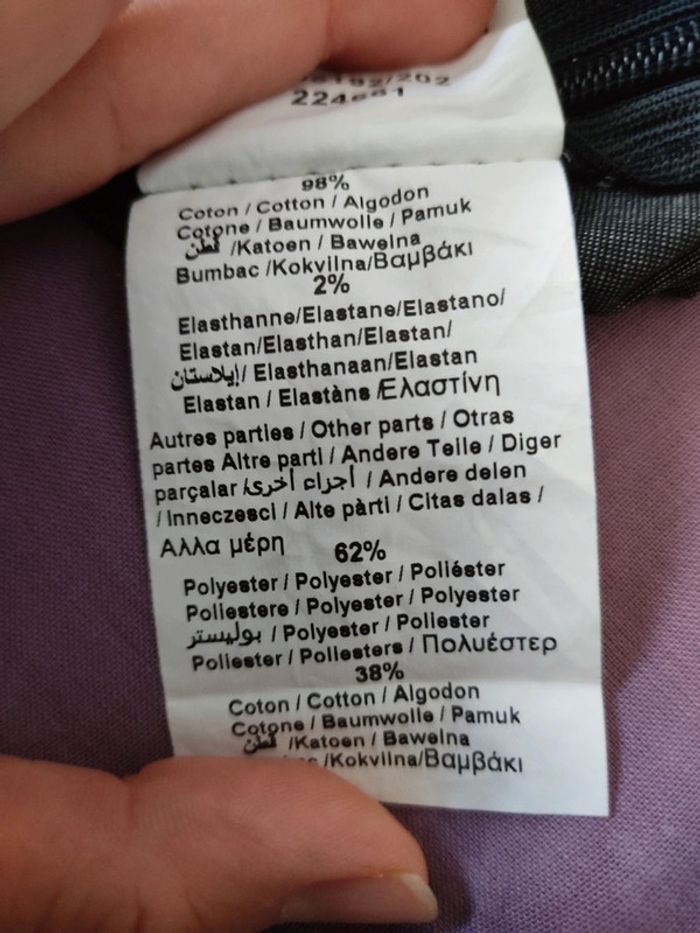 98%
Coton / Cotton / Algodon
Cotone / Baumwolle / Pamuk
قطن /Katoen / Bawelna
Bumbac /Kokvilna/Βαμβάκι
2%
Elasthanne/Elastane/Elastano/
Elastan/Elasthan/Elastan/
إيلاستان/ Elasthanaan/Elastan
Elastan / Elastàns /Ελαστίνη
Autres parties / Other parts / Otras
partes Altre parti / Andere Teile / Diger
parçalar /أجزاء أخرى / Andere delen
/ Inneczesci / Alte pàrti / Citas dalas /
Αλλα μέρη
62%
Polyester / Polyester / Poliéster
Poliestere / Polyester / Polyester
بوليستر / Polyester / Poliester
Poliester / Poliesters / Πολυέστερ
38%
Coton / Cotton / Algodon
Cotone / Baumwolle / Pamuk
قطن /Katoen / Bawelna
/Kokvilna/Βαμβάκι